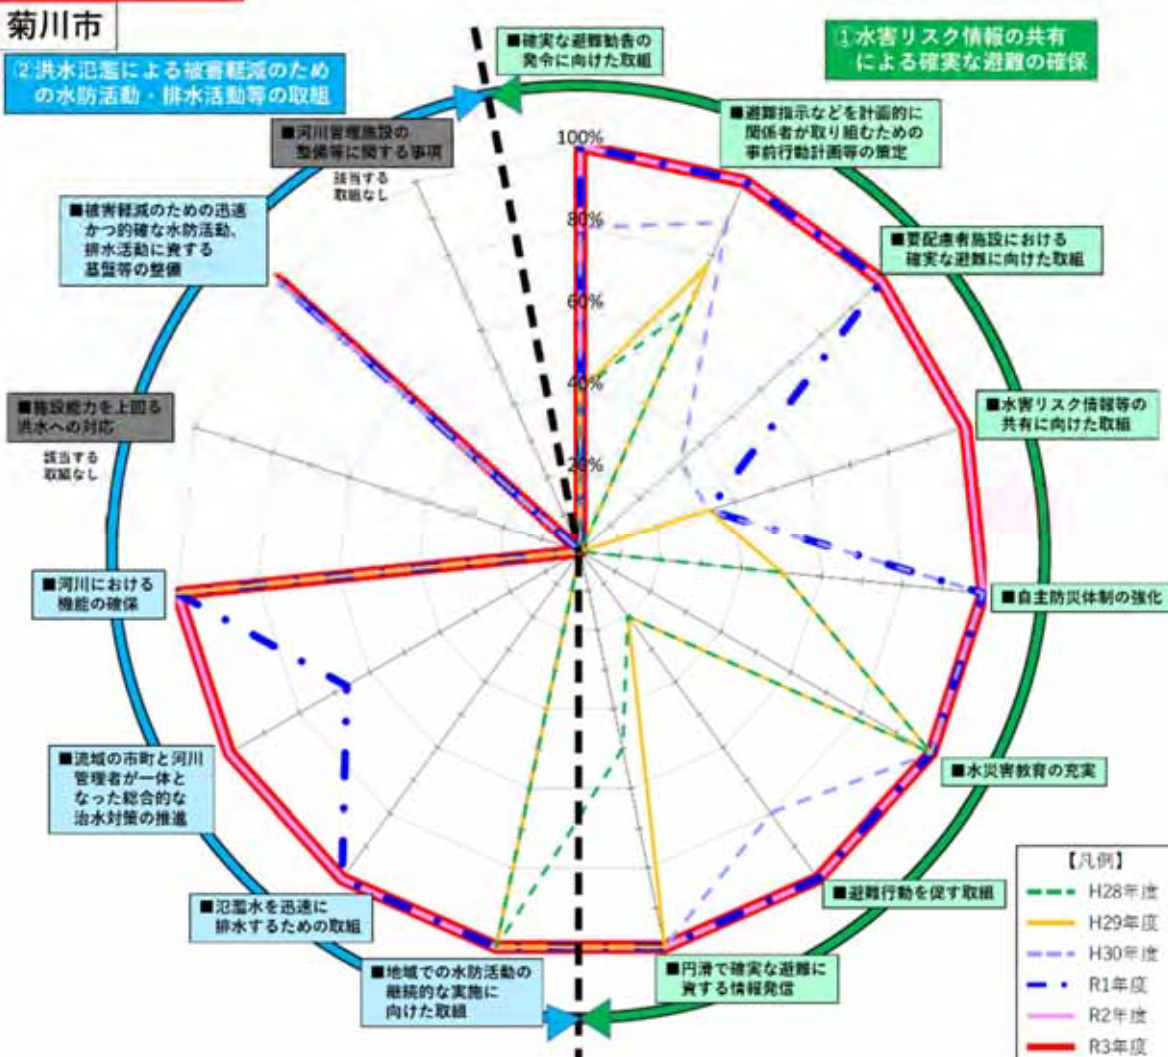 菊川市
②洪水氾濫による被害軽減のため
の水防活動・排水活動等の取組
①水害リスク情報の共有
による確実な避難の確保
■確実な避難勧告の
発令に向けた取組
■避難指示などを計画的に
関係者が取り組むための
事前行動計画等の策定
■要配慮者施設における
確実な避難に向けた取組
■水害リスク情報等の
共有に向けた取組
■自主防災体制の強化
■水災害教育の充実
■避難行動を促す取組
■円滑で確実な避難に
資する情報発信
■地域での水防活動の
継続的な実施に
向けた取組
■氾濫水を迅速に
排水するための取組
■流域の市町と河川
管理者が一体と
なった総合的な
治水対策の推進
■河川における
機能の確保
■施設能力を上回る
洪水への対応
該当する
取組なし
■被害軽減のための迅速
かつ的確な水防活動、
排水活動に資する
基盤等の整備
■河川管理施設の
整備等に関する事項
該当する
取組なし
100%
80%
60%
40%
20%
【凡例】
H28年度
H29年度
H30年度
R1年度
R2年度
R3年度